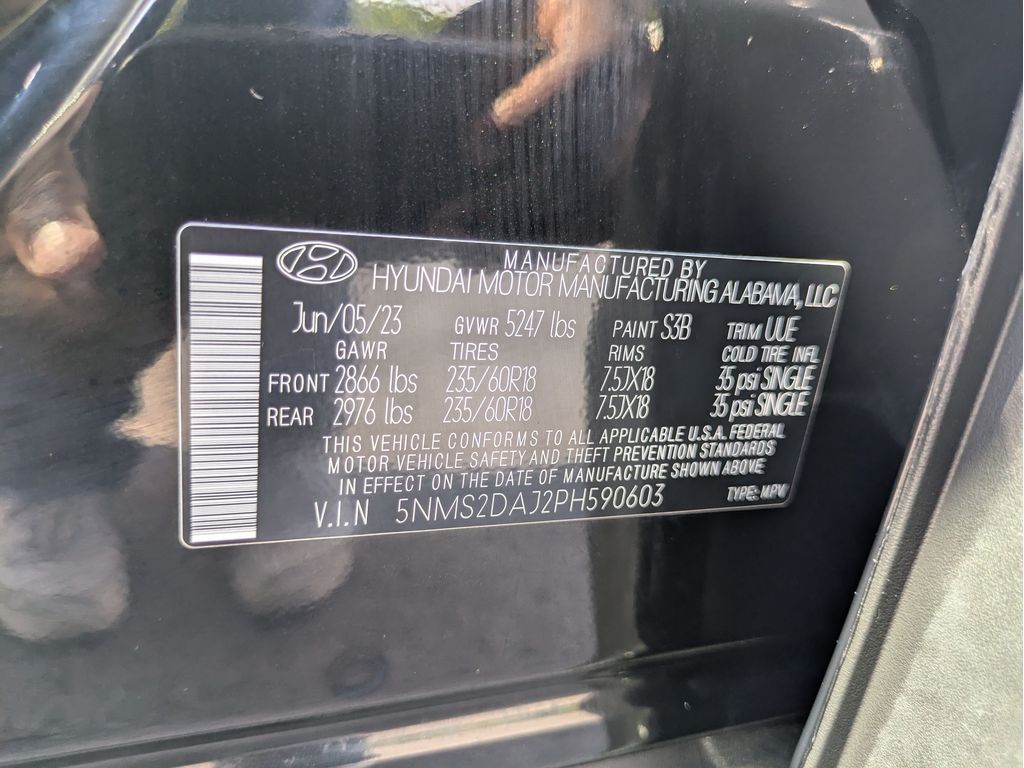 MANUFACTURED BY
HYUNDAI MOTOR MANUFACTURING ALABAMA, LLC
Jun/05/23 GVWR 5247 lbs PAINT S3B TRIM UUE
GAWR TIRES RIMS COLD TIRE INFL
FRONT 2866 lbs 235/60R18 7.5JX18 35 psi SINGLE
REAR 2976 lbs 235/60R18 7.5JX18 35 psi SINGLE
THIS VEHICLE CONFORMS TO ALL APPLICABLE U.S.A. FEDERAL
MOTOR VEHICLE SAFETY AND THEFT PREVENTION STANDARDS
IN EFFECT ON THE DATE OF MANUFACTURE SHOWN ABOVE
V.I.N 5NMS2DAJ2PH590603 TYPE: MPV